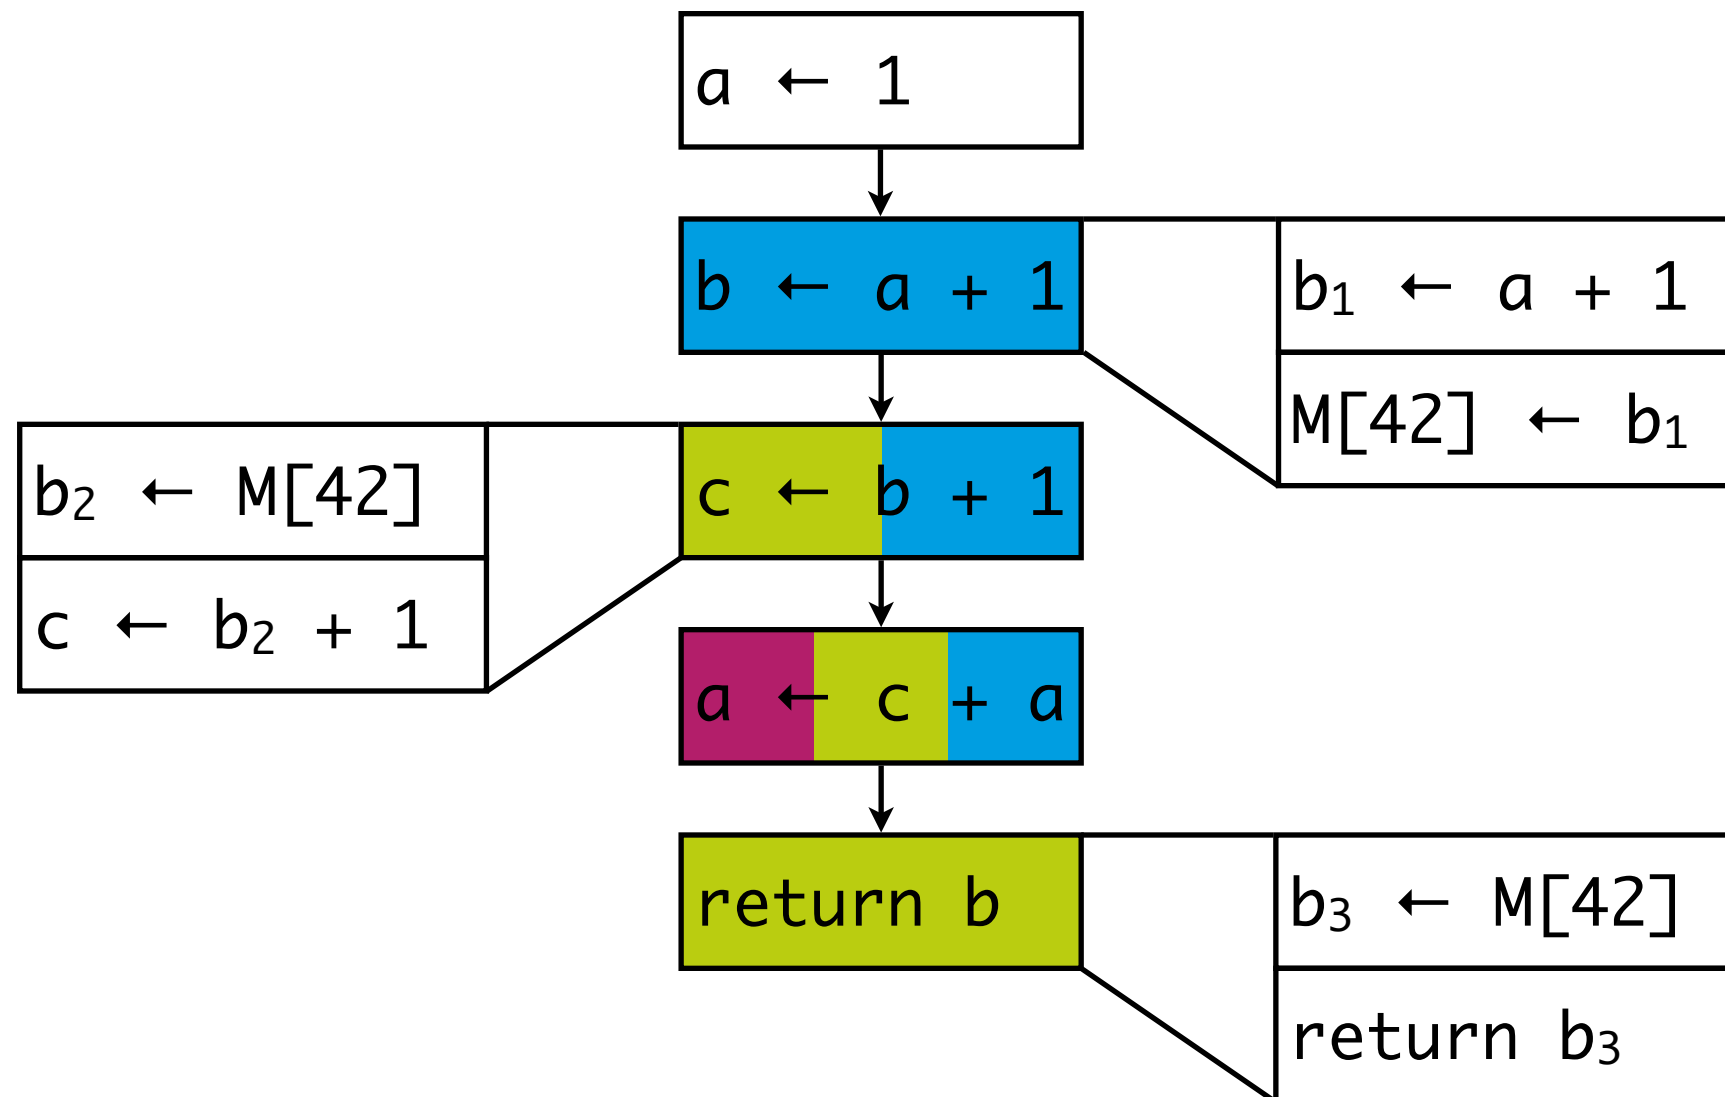 a ← 1
b ← a + 1
b₁ ← a + 1
M[42] ← b₁
c ← b + 1
b₂ ← M[42]
c ← b₂ + 1
a ← c + a
return b
b₃ ← M[42]
return b₃